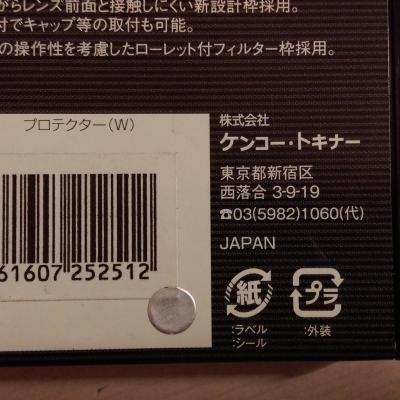 がらレンズ前面と接触しにくい新設計枠採用。
付でキャップ等の取付も可能。
の操作性を考慮したローレット付フィルター枠採用。
プロテクター(W)
株式会社
ケンコー・トキナー
東京都新宿区
西落合 3-9-19
☎03(5982)1060(代)
JAPAN
61607 252512
紙
プラ
:ラベル
:シール
:外装